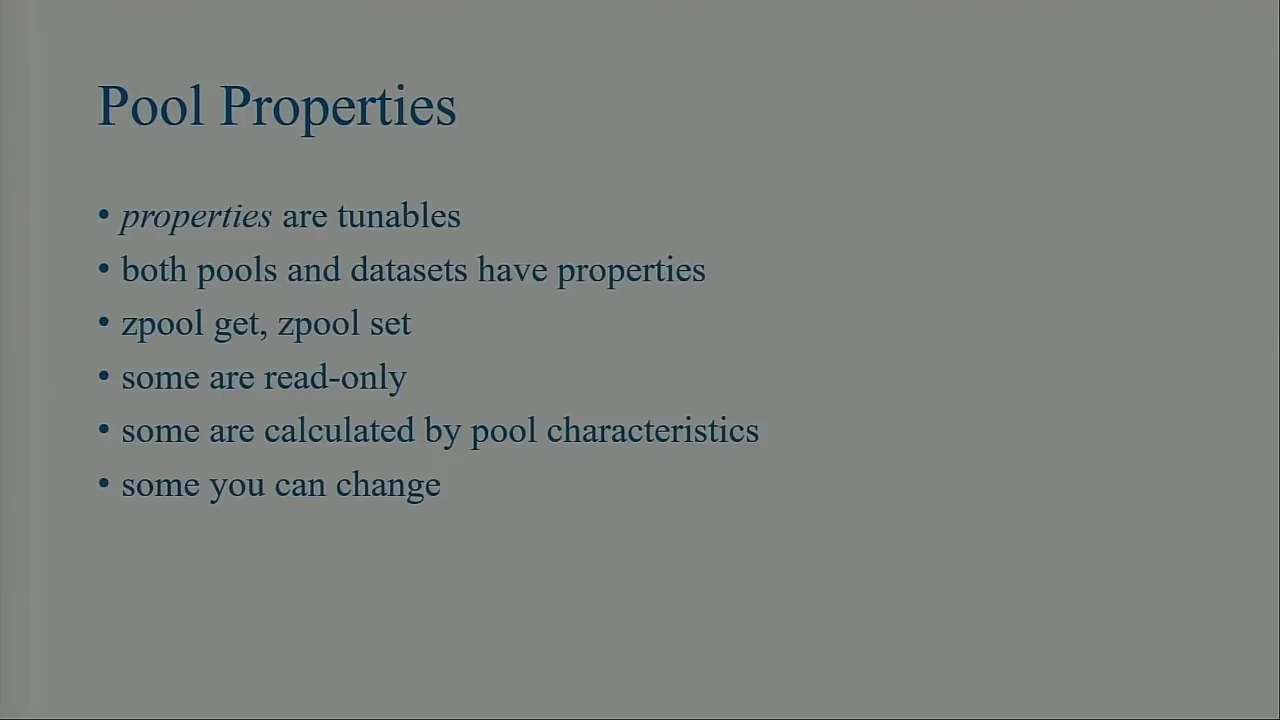 Pool Properties
• properties are tunables
• both pools and datasets have properties
• zpool get, zpool set
• some are read-only
• some are calculated by pool characteristics
• some you can change